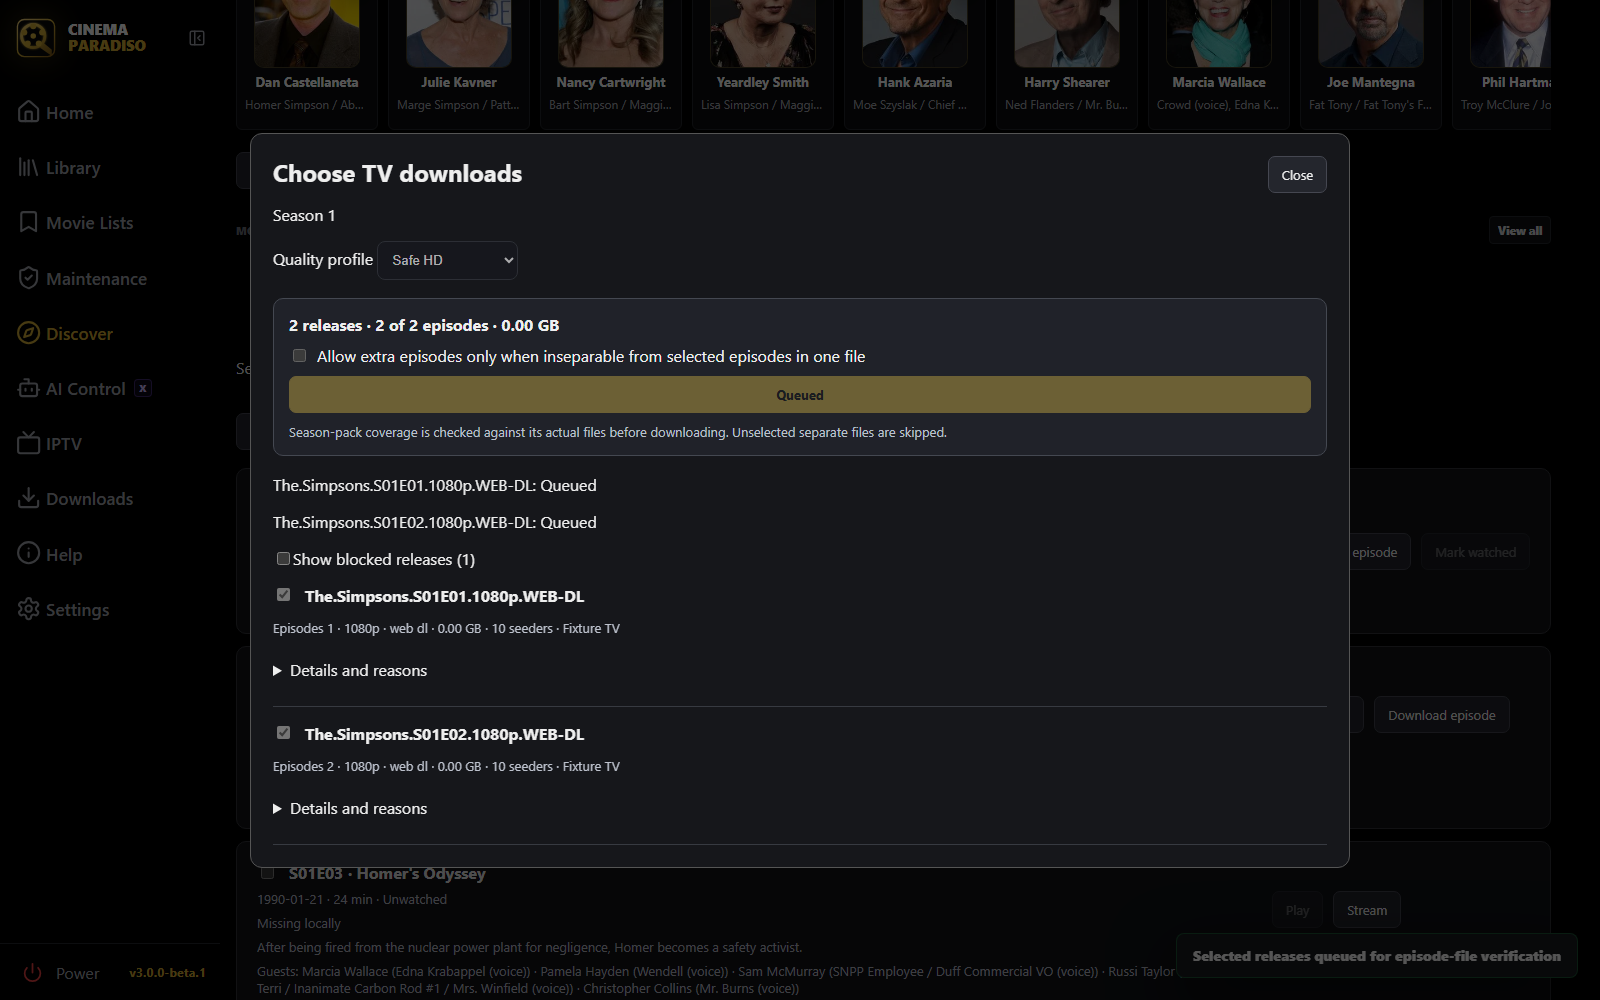 CINEMA
PARADISO
Home
Library
Movie Lists
Maintenance
Discover
AI Control x
IPTV
Downloads
Help
Settings
Power v3.0.0-beta.1
Dan Castellaneta
Homer Simpson / Ab...
Julie Kavner
Marge Simpson / Patt...
Nancy Cartwright
Bart Simpson / Maggi...
Yeardley Smith
Lisa Simpson / Maggi...
Hank Azaria
Moe Szyslak / Chief ...
Harry Shearer
Ned Flanders / Mr. Bu...
Marcia Wallace
Crowd (voice), Edna K...
Joe Mantegna
Fat Tony / Fat Tony's F...
Phil Hartma
Troy McClure / Jo
View all
Choose TV downloads
Close
Season 1
Quality profile Safe HD
2 releases · 2 of 2 episodes · 0.00 GB
Allow extra episodes only when inseparable from selected episodes in one file
Queued
Season-pack coverage is checked against its actual files before downloading. Unselected separate files are skipped.
The.Simpsons.S01E01.1080p.WEB-DL: Queued
The.Simpsons.S01E02.1080p.WEB-DL: Queued
Show blocked releases (1)
The.Simpsons.S01E01.1080p.WEB-DL
Episodes 1 · 1080p · web dl · 0.00 GB · 10 seeders · Fixture TV
Details and reasons
The.Simpsons.S01E02.1080p.WEB-DL
Episodes 2 · 1080p · web dl · 0.00 GB · 10 seeders · Fixture TV
Details and reasons
episode
Mark watched
Download episode
S01E03 · Homer's Odyssey
1990-01-21 · 24 min · Unwatched
Missing locally
After being fired from the nuclear power plant for negligence, Homer becomes a safety activist.
Guests: Marcia Wallace (Edna Krabappel (voice)) · Pamela Hayden (Wendell (voice)) · Sam McMurray (SNPP Employee / Duff Commercial VO (voice)) · Russi Taylor
Terri / Inanimate Carbon Rod #1 / Mrs. Winfield (voice)) · Christopher Collins (Mr. Burns (voice))
Play
Stream
Selected releases queued for episode-file verification